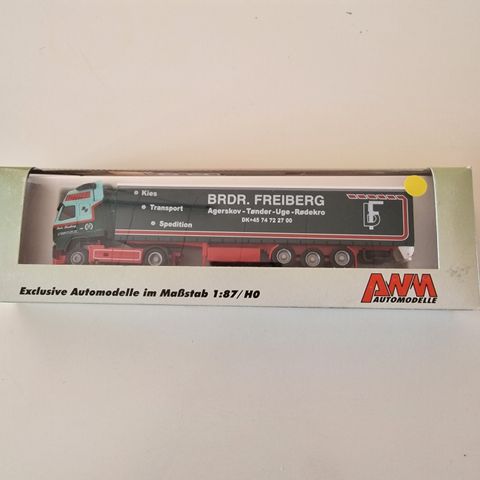 Kies
Transport
Spedition
BRDR. FREIBERG
Agerskov-Tønder-Uge-Rødekro
DK+45 74 72 27 00
Exclusive Automodelle im Maßstab 1:87/H0
AWM
AUTOMODELLE